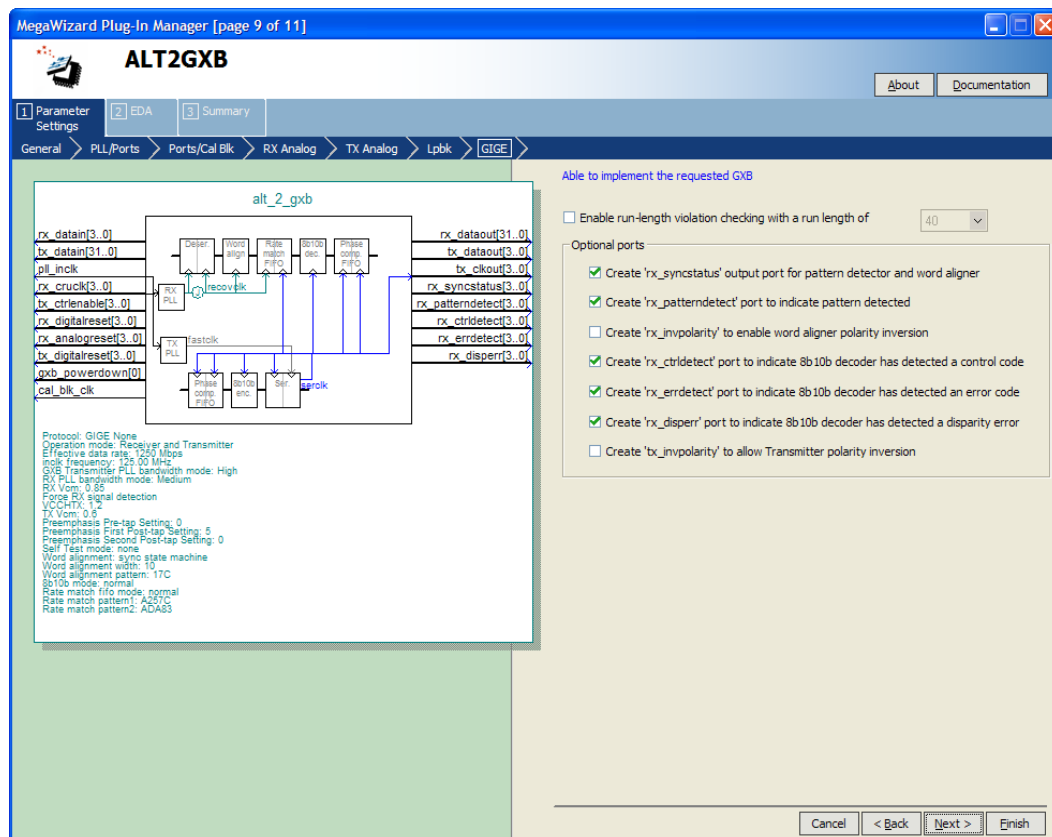 MegaWizard Plug-In Manager [page 9 of 11]
ALT2GXB
About
Documentation
1 Parameter Settings
2 EDA
3 Summary
General
PLL/Ports
Ports/Cal Blk
RX Analog
TX Analog
Lpbk
GIGE
alt_2_gxb
rx_datain[3..0]
tx_datain[31..0]
pll_inclk
rx_cruclk[3..0]
tx_ctrlenable[3..0]
rx_digitalreset[3..0]
rx_analogreset[3..0]
tx_digitalreset[3..0]
gxb_powerdown[0]
cal_blk_clk
Deser.
Word align
Rate match FIFO
8b10b dec.
Phase comp. FIFO
RX PLL
recovclk
TX PLL
fastclk
Phase comp. FIFO
8b10b enc.
Ser.
serclk
rx_dataout[31..0]
tx_dataout[3..0]
tx_clkout[3..0]
rx_syncstatus[3..0]
rx_patterndetect[3..0]
rx_ctrldetect[3..0]
rx_errdetect[3..0]
rx_disperr[3..0]
Protocol: GIGE None
Operation mode: Receiver and Transmitter
Effective data rate: 1250 Mbps
inclk frequency: 125.00 MHz
GXB Transmitter PLL bandwidth mode: High
RX PLL bandwidth mode: Medium
RX Vcm: 0.85
Force RX signal detection
VCCHTX: 1.2
TX Vcm: 0.6
Preemphasis Pre-tap Setting: 0
Preemphasis First Post-tap Setting: 5
Preemphasis Second Post-tap Setting: 0
Self Test mode: none
Word alignment: sync state machine
Word alignment width: 10
Word alignment pattern: 17C
8b10b mode: normal
Rate match fifo mode: normal
Rate match pattern1: A257C
Rate match pattern2: ADA83
Able to implement the requested GXB
Enable run-length violation checking with a run length of 40
Optional ports
Create 'rx_syncstatus' output port for pattern detector and word aligner
Create 'rx_patterndetect' port to indicate pattern detected
Create 'rx_invpolarity' to enable word aligner polarity inversion
Create 'rx_ctrldetect' port to indicate 8b10b decoder has detected a control code
Create 'rx_errdetect' port to indicate 8b10b decoder has detected an error code
Create 'rx_disperr' port to indicate 8b10b decoder has detected a disparity error
Create 'tx_invpolarity' to allow Transmitter polarity inversion
Cancel
< Back
Next >
Finish